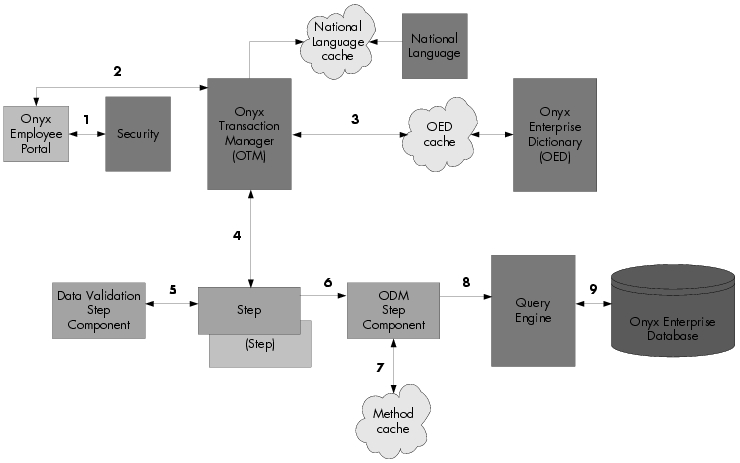 National
Language
cache
National
Language
2
Onyx
Employee
Portal
1
Security
Onyx
Transaction
Manager
(OTM)
3
OED
cache
Onyx
Enterprise
Dictionary
(OED)
4
Data Validation
Step
Component
5
Step
(Step)
6
ODM
Step
Component
7
Method
cache
8
Query
Engine
9
Onyx Enterprise
Database